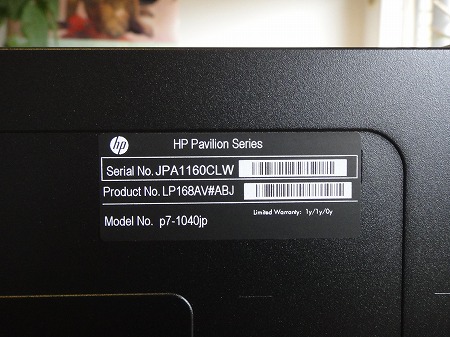 hp HP Pavilion Series
Serial No. JPA1160CLW
Product No. LP168AV#ABJ
Limited Warranty: 1y/1y/0y
Model No. p7-1040jp